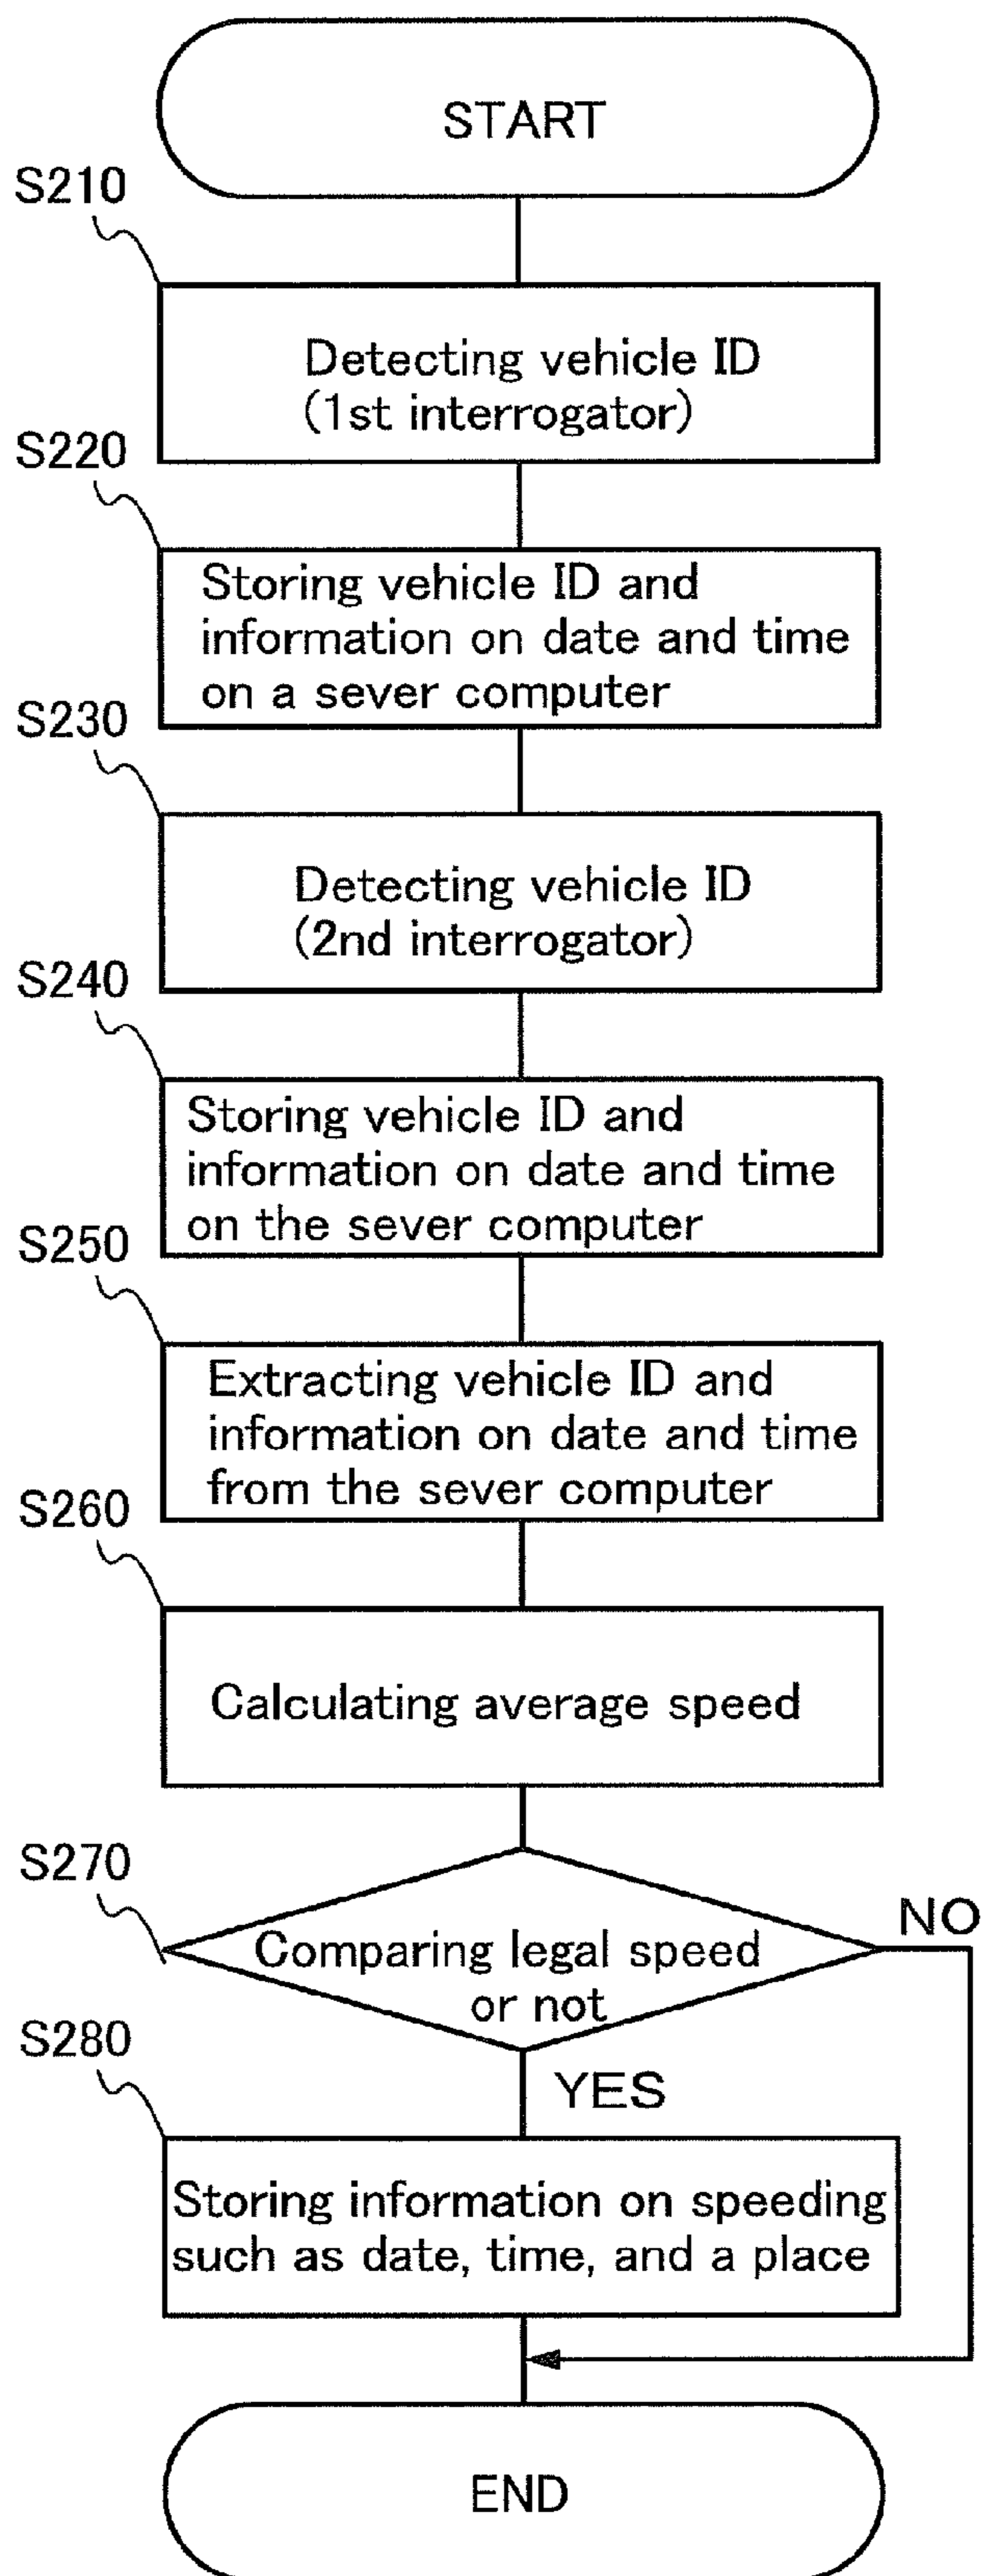 START
S210
Detecting vehicle ID
(1st interrogator)
S220
Storing vehicle ID and
information on date and time
on a sever computer
S230
Detecting vehicle ID
(2nd interrogator)
S240
Storing vehicle ID and
information on date and time
on the sever computer
S250
Extracting vehicle ID and
information on date and time
from the sever computer
S260
Calculating average speed
S270
Comparing legal speed
or not
NO
YES
S280
Storing information on speeding
such as date, time, and a place
END